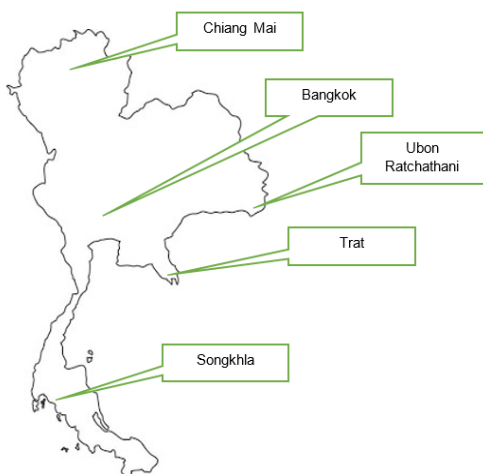 Chiang Mai
Bangkok
Ubon
Ratchathani
Trat
Songkhla